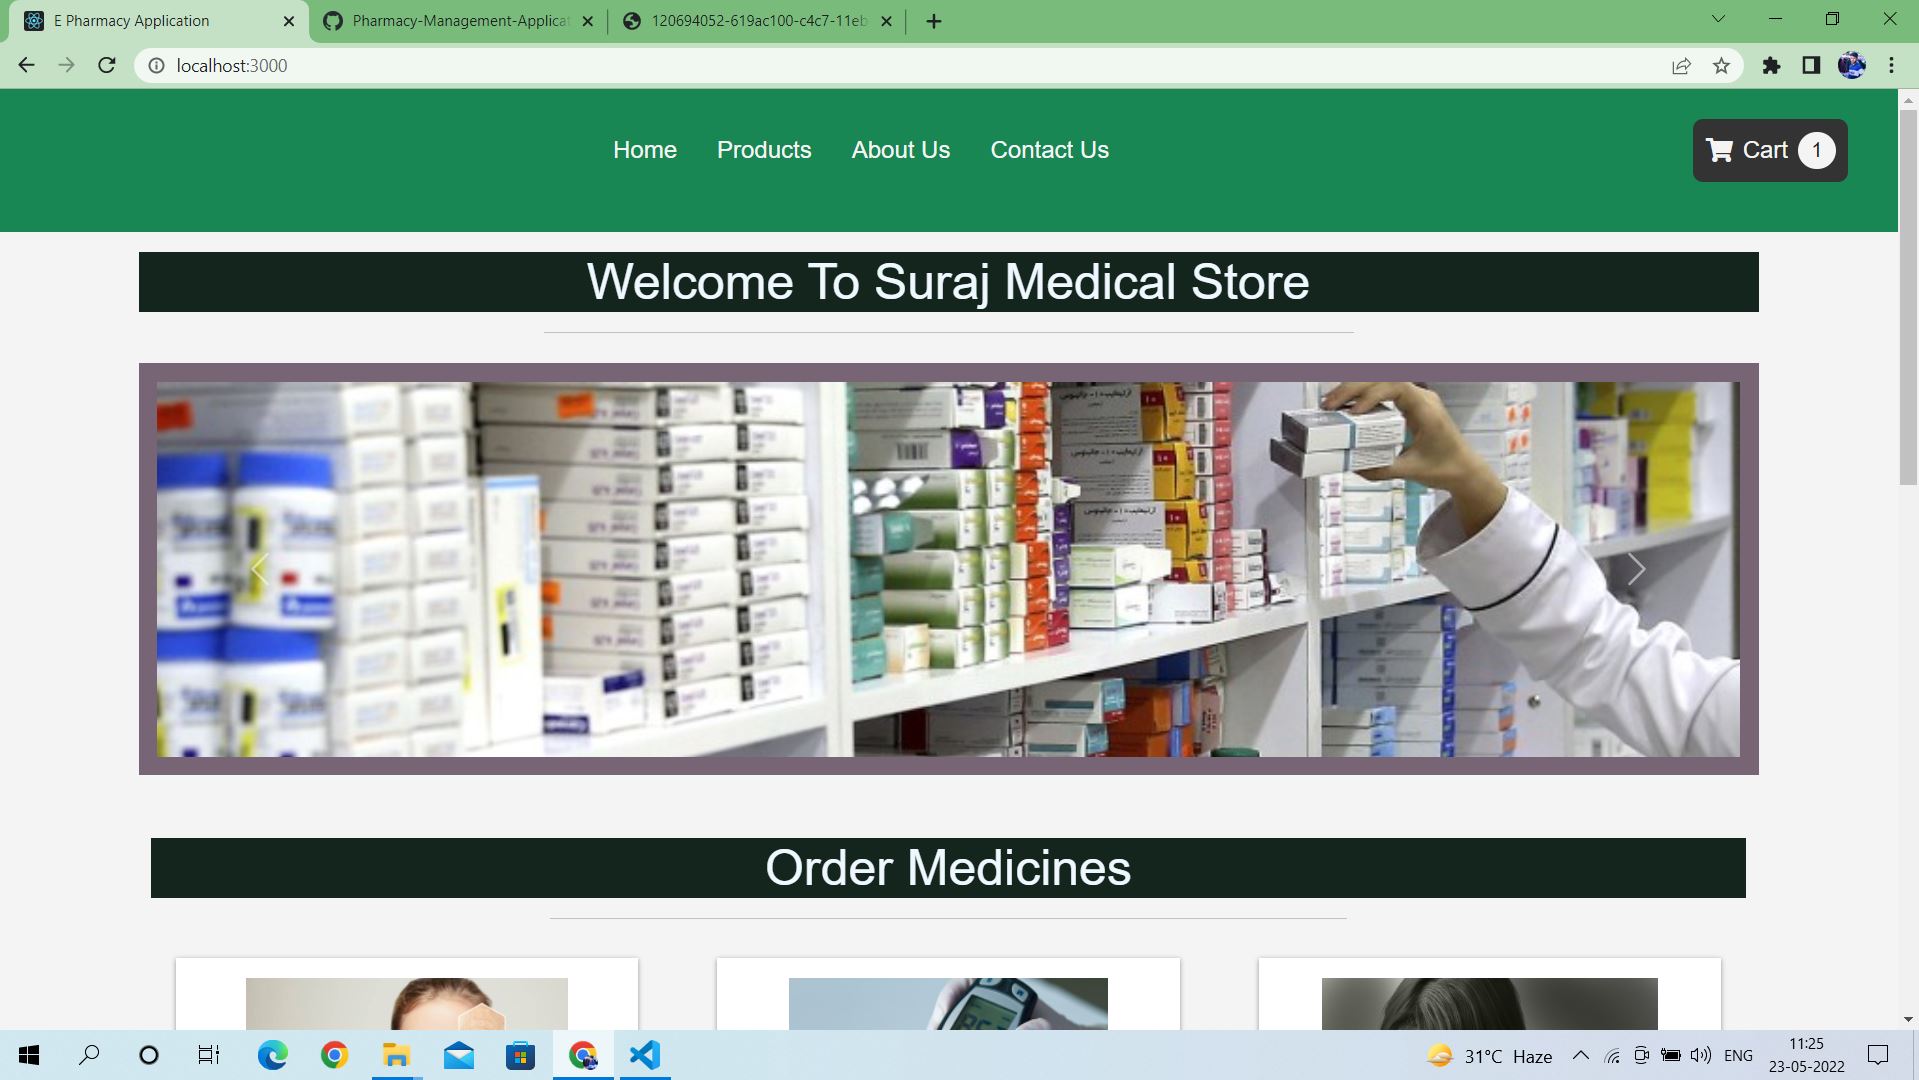 E Pharmacy Application
Pharmacy-Management-Applicat
120694052-619ac100-c4c7-11eb
localhost:3000
Home
Products
About Us
Contact Us
Cart 1
Welcome To Suraj Medical Store
Order Medicines
31°C Haze
ENG
11:25
23-05-2022